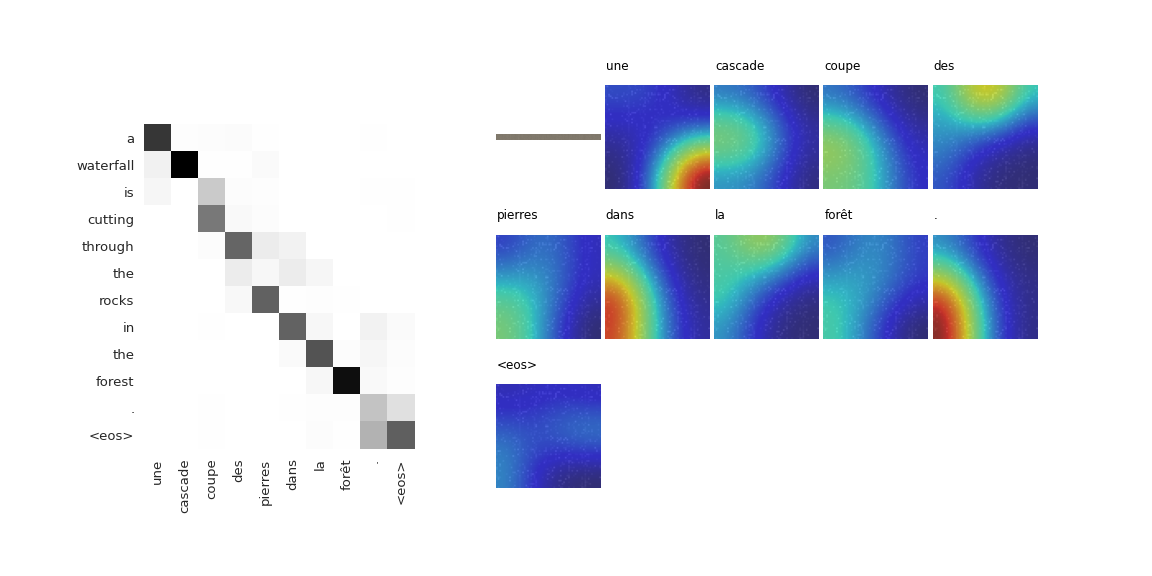 a
waterfall
is
cutting
through
the
rocks
in
the
forest
.
<eos>
une
cascade
coupe
des
pierres
dans
la
forêt
.
<eos>
une cascade coupe des
pierres dans la forêt .
<eos>